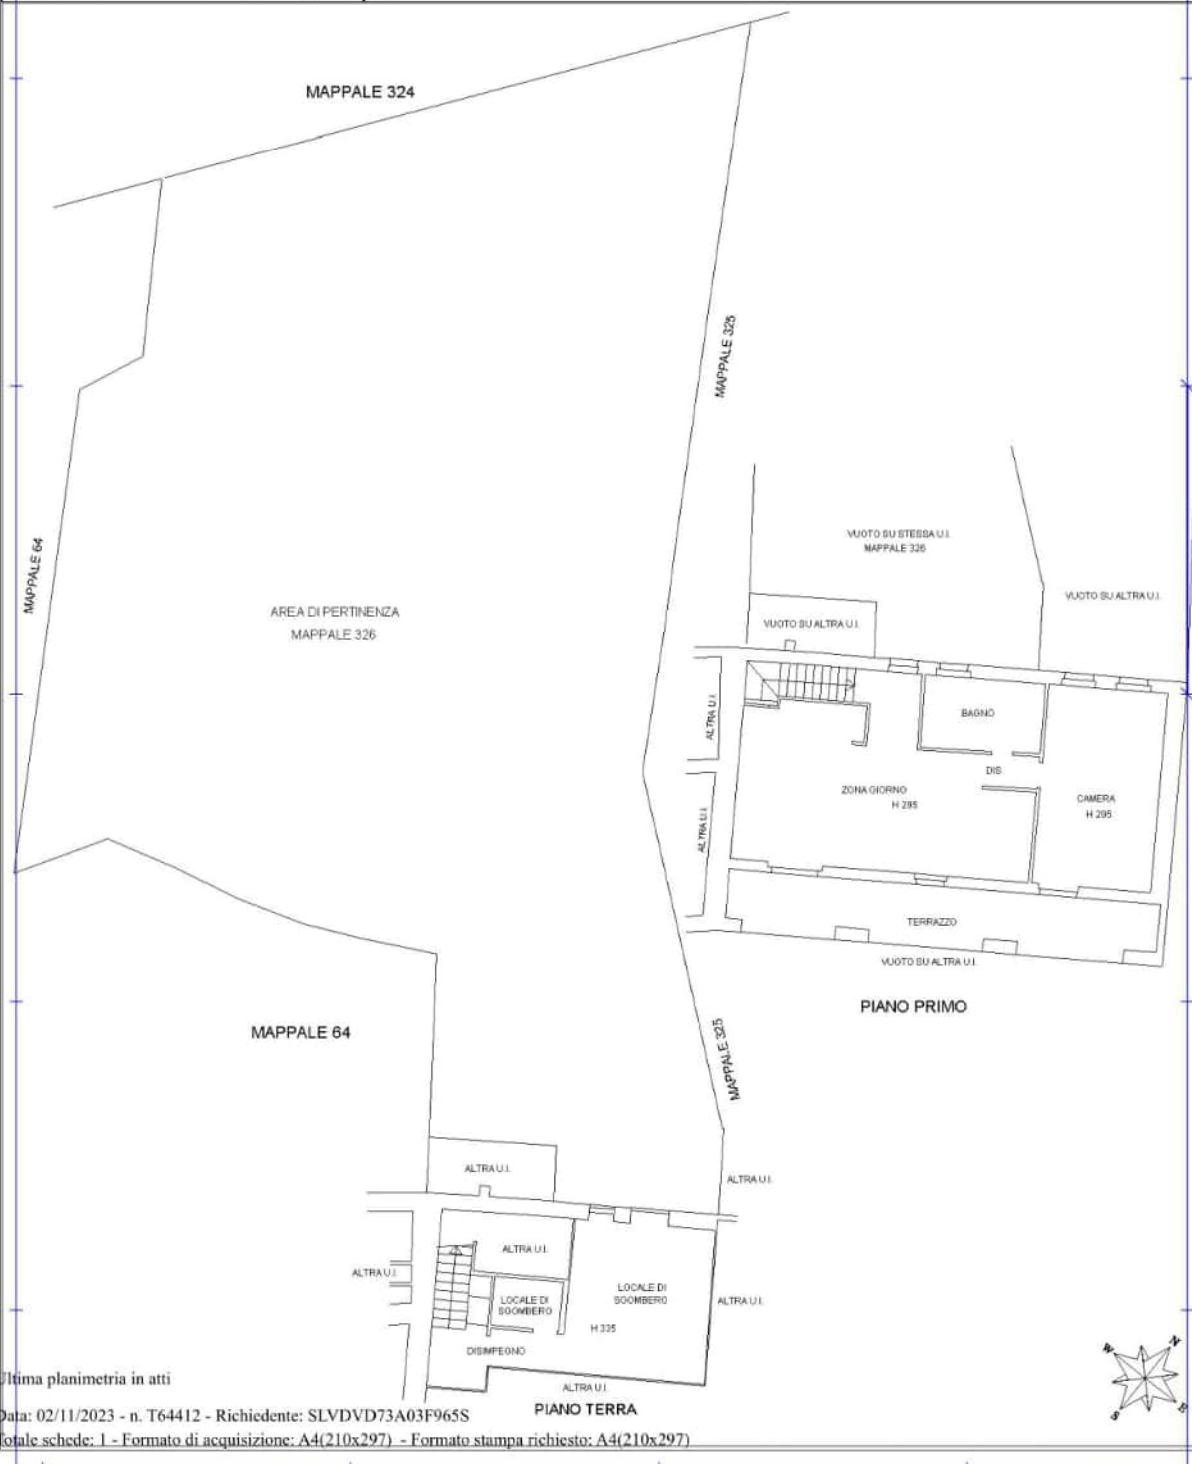 MAPPALE 324
MAPPALE 325
MAPPALE 64
AREA DI PERTINENZA
MAPPALE 326
VUOTO SU STESSA U.I.
MAPPALE 326
VUOTO SU ALTRA U.I.
VUOTO SU ALTRA U.I.
ALTRA U.I.
BAGNO
DIS
ZONA GIORNO
H 295
CAMERA
H 295
ALTRA U.I.
TERRAZZO
VUOTO SU ALTRA U.I.
PIANO PRIMO
MAPPALE 64
MAPPALE 325
ALTRA U.I.
ALTRA U.I.
ALTRA U.I.
ALTRA U.I.
LOCALE DI
SGOMBERO
LOCALE DI
SGOMBERO
ALTRA U.I.
H 335
DISIMPEGNO
ALTRA U.I.
PIANO TERRA
N
W
E
S
Ultima planimetria in atti
Data: 02/11/2023 - n. T64412 - Richiedente: SLVDVD73A03F965S
Totale schede: 1 - Formato di acquisizione: A4(210x297) - Formato stampa richiesto: A4(210x297)